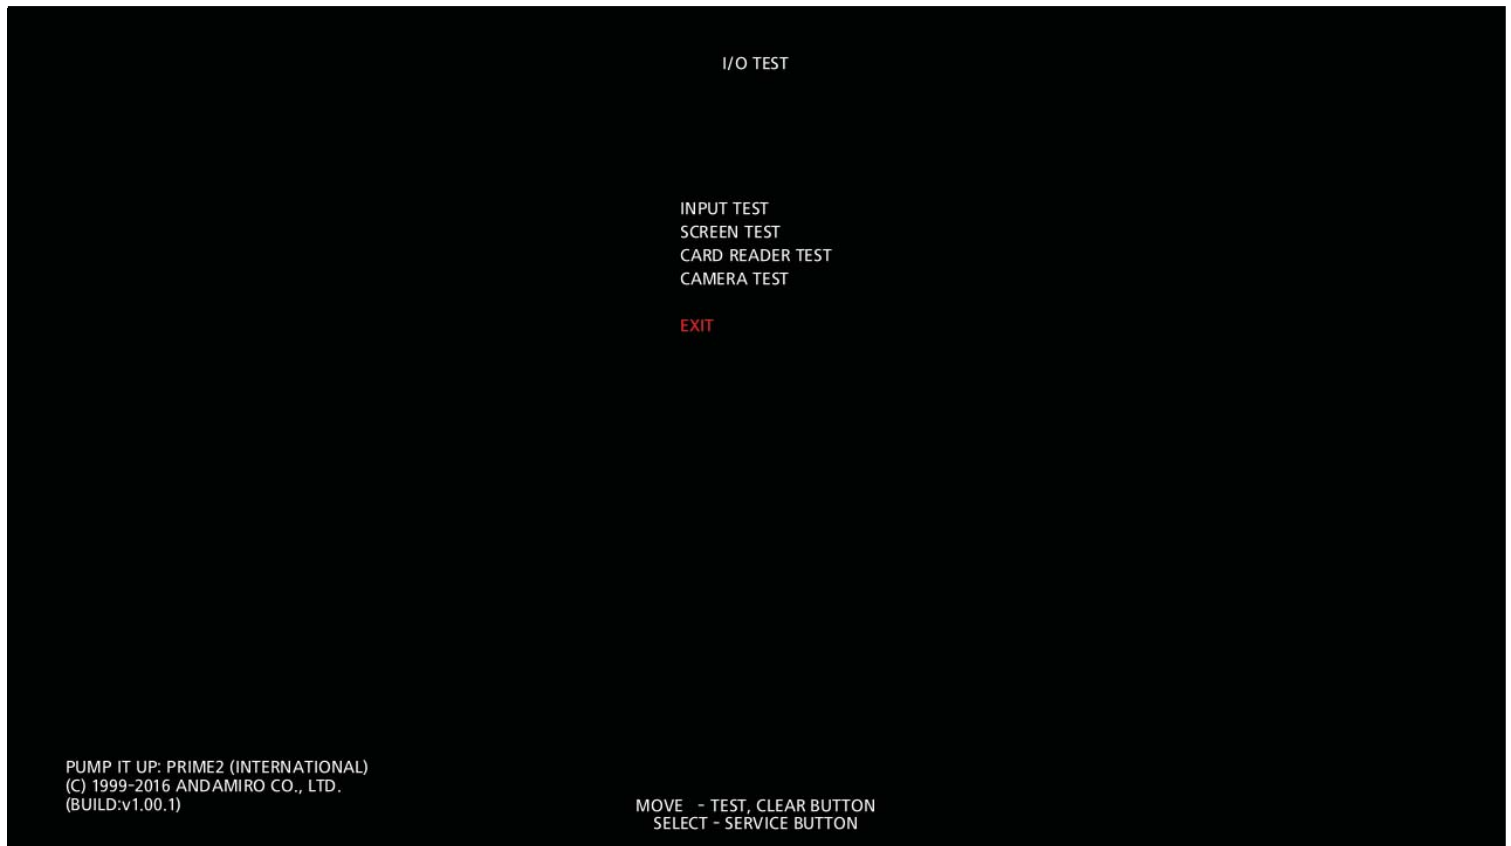 I/O TEST
INPUT TEST
SCREEN TEST
CARD READER TEST
CAMERA TEST
EXIT
PUMP IT UP: PRIME2 (INTERNATIONAL)
(C) 1999-2016 ANDAMIRO CO., LTD.
(BUILD:v1.00.1)
MOVE - TEST, CLEAR BUTTON
SELECT - SERVICE BUTTON